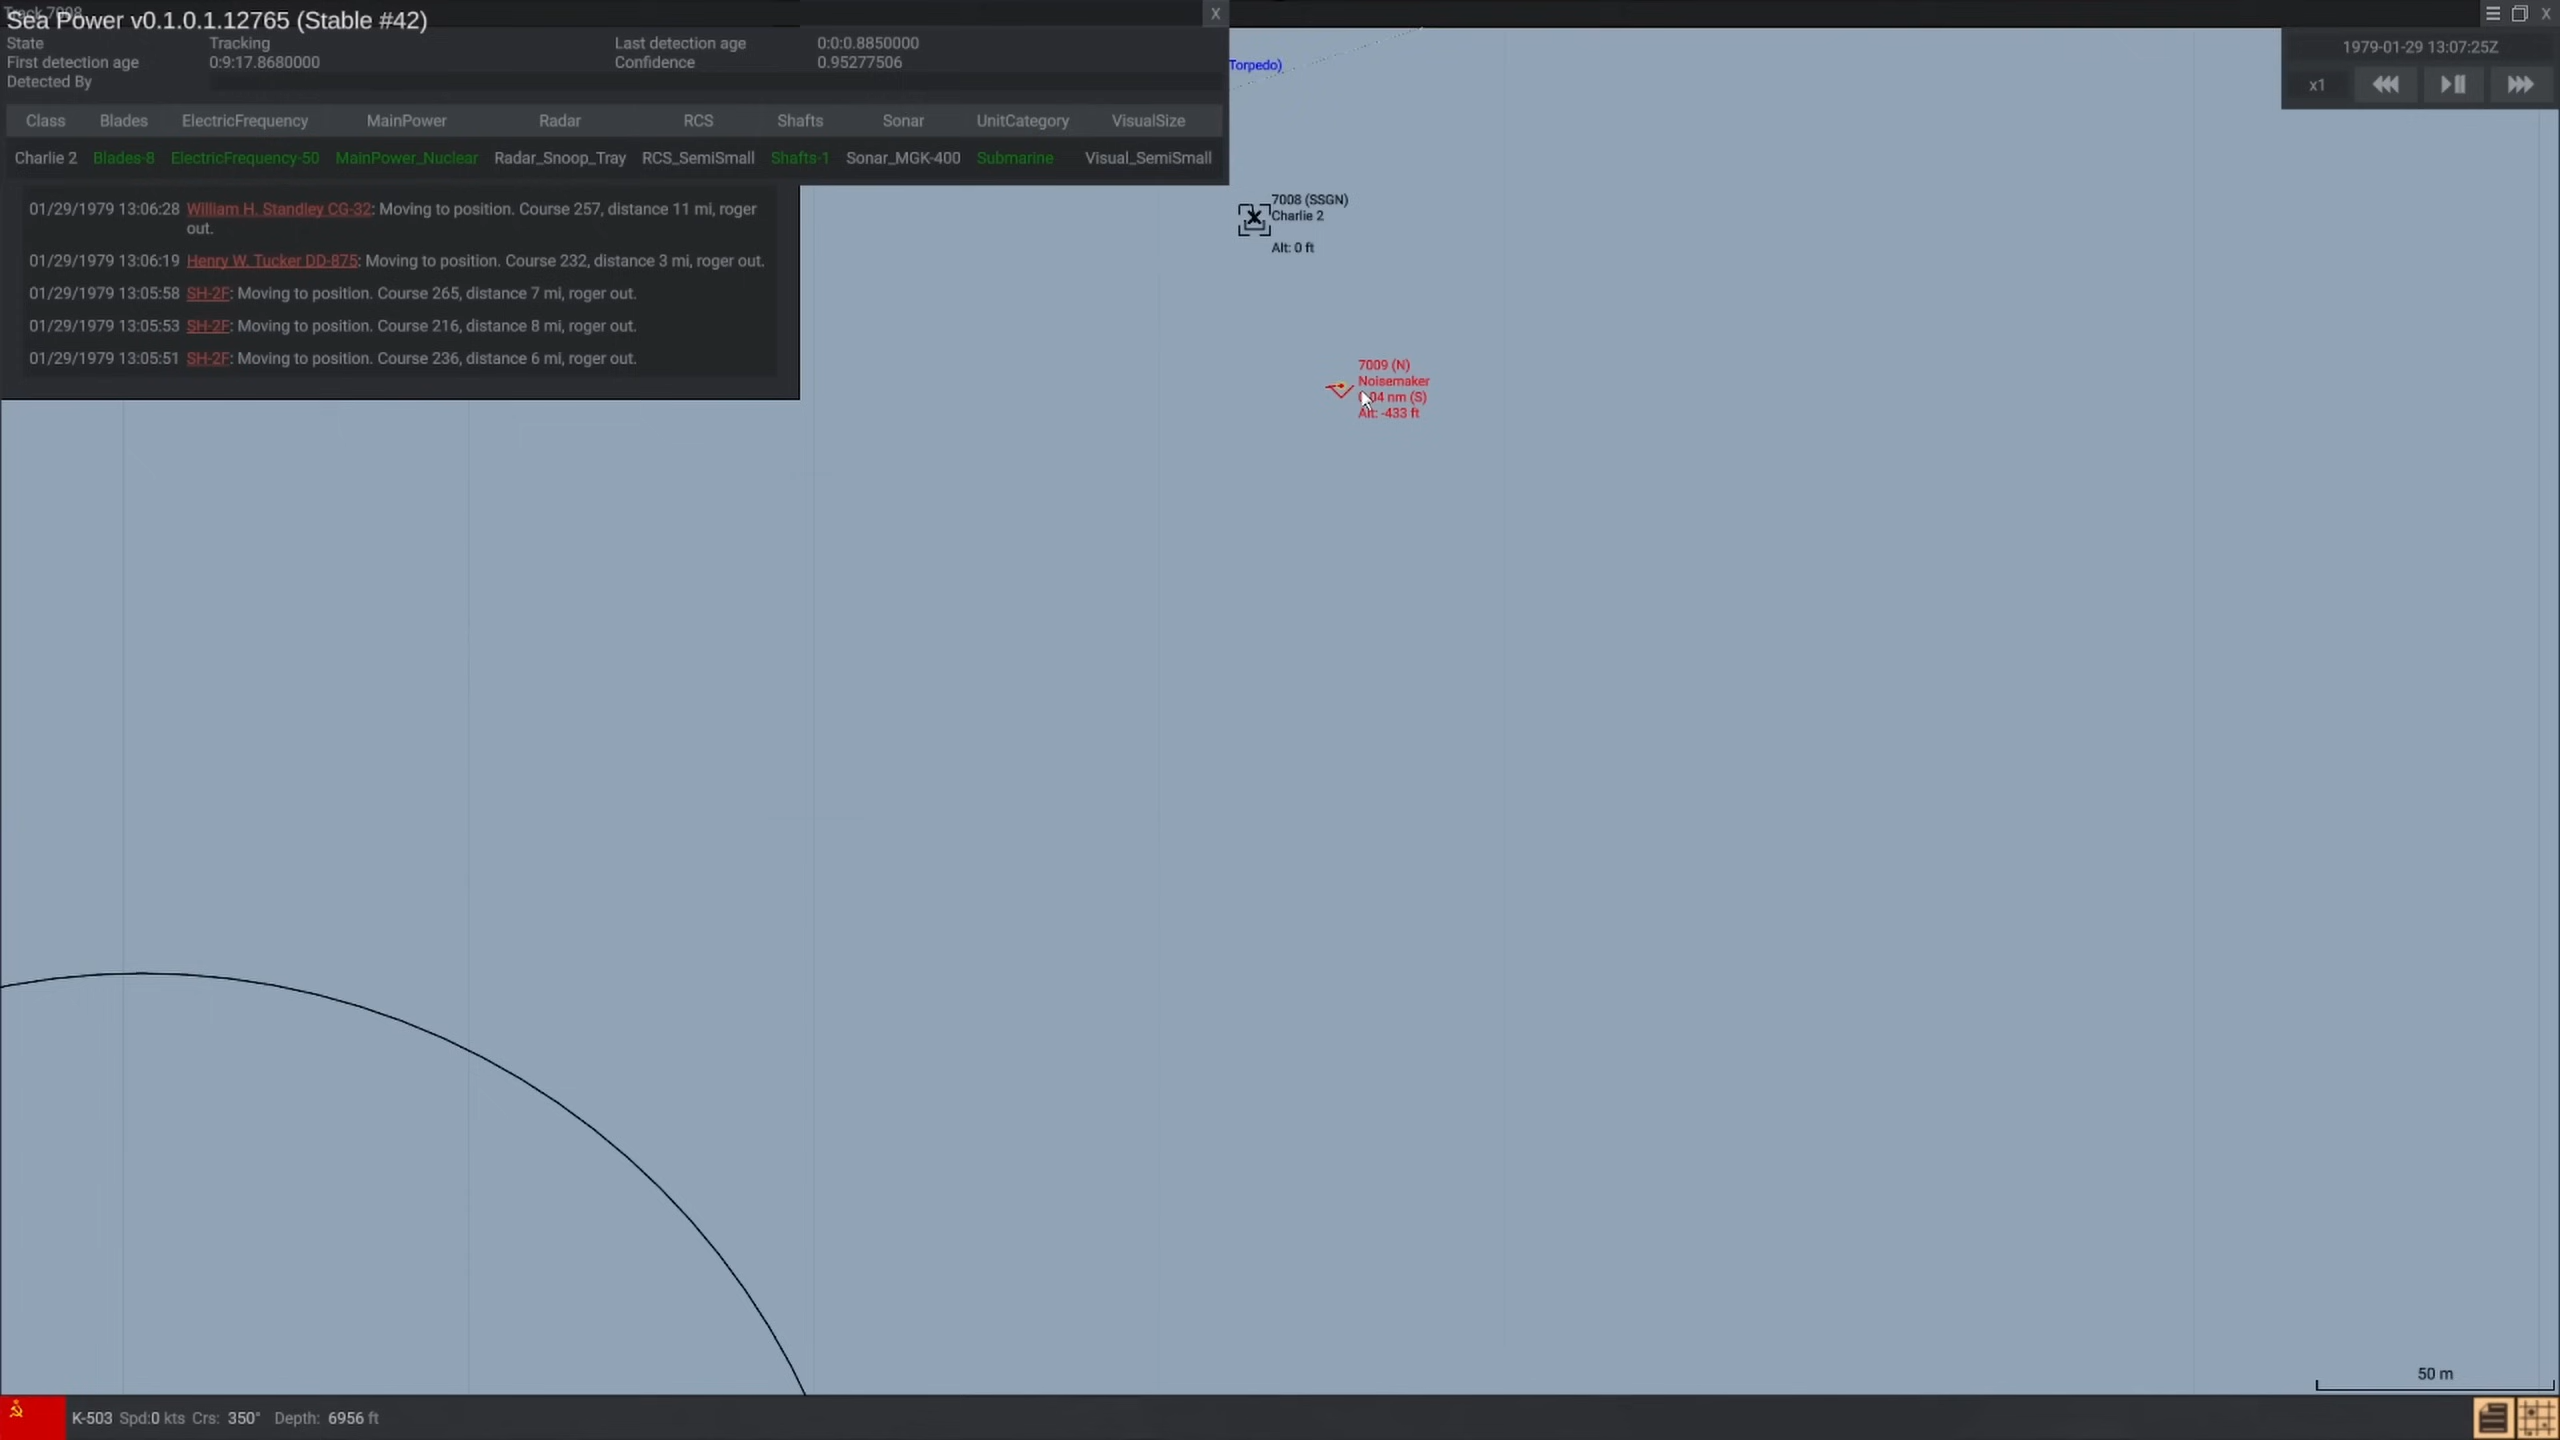 Track 7008
Sea Power v0.1.0.1.12765 (Stable #42)
X
State Tracking Last detection age 0:0:0.8850000
First detection age 0:9:17.8680000 Confidence 0.95277506
Detected By
Class Blades ElectricFrequency MainPower Radar RCS Shafts Sonar UnitCategory VisualSize
Charlie 2 Blades-8 ElectricFrequency-50 MainPower_Nuclear Radar_Snoop_Tray RCS_SemiSmall Shafts-1 Sonar_MGK-400 Submarine Visual_SemiSmall
01/29/1979 13:06:28 William H. Standley CG-32: Moving to position. Course 257, distance 11 mi, roger
out.
01/29/1979 13:06:19 Henry W. Tucker DD-875: Moving to position. Course 232, distance 3 mi, roger out.
01/29/1979 13:05:58 SH-2F: Moving to position. Course 265, distance 7 mi, roger out.
01/29/1979 13:05:53 SH-2F: Moving to position. Course 216, distance 8 mi, roger out.
01/29/1979 13:05:51 SH-2F: Moving to position. Course 236, distance 6 mi, roger out.
Torpedo)
7008 (SSGN)
Charlie 2
Alt: 0 ft
7009 (N)
Noisemaker
04 nm (S)
Alt: -433 ft
X
1979-01-29 13:07:25Z
x1
50 m
K-503 Spd:0 kts Crs: 350° Depth: 6956 ft